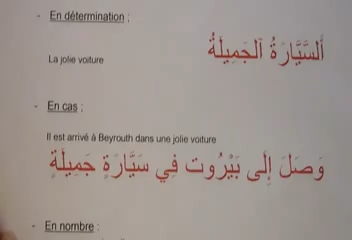 - En détermination :
La jolie voiture
اَلسَّيَّارَةُ اَلْجَمِيلَةُ
- En cas :
Il est arrivé à Beyrouth dans une jolie voiture
وَصَلَ إِلَى بَيْرُوت فِي سَيَّارَةٍ جَمِيلَةٍ
- En nombre :